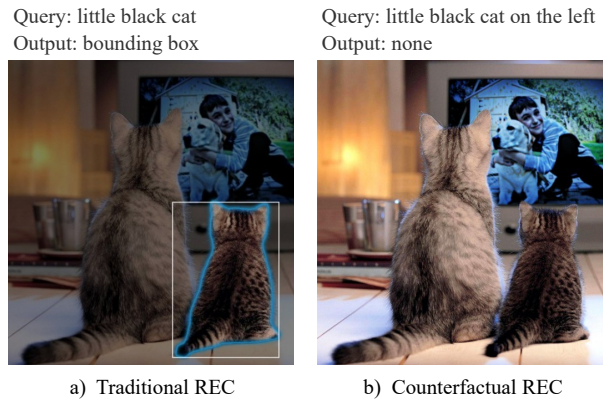 Query: little black cat
Output: bounding box
Query: little black cat on the left
Output: none
a) Traditional REC
b) Counterfactual REC